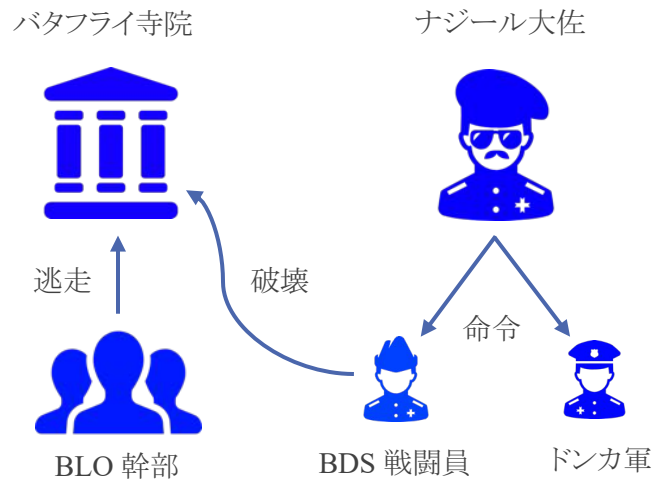 バタフライ寺院
ナジール大佐
逃走
破壊
命令
BLO 幹部
BDS 戦闘員
ドンカ軍